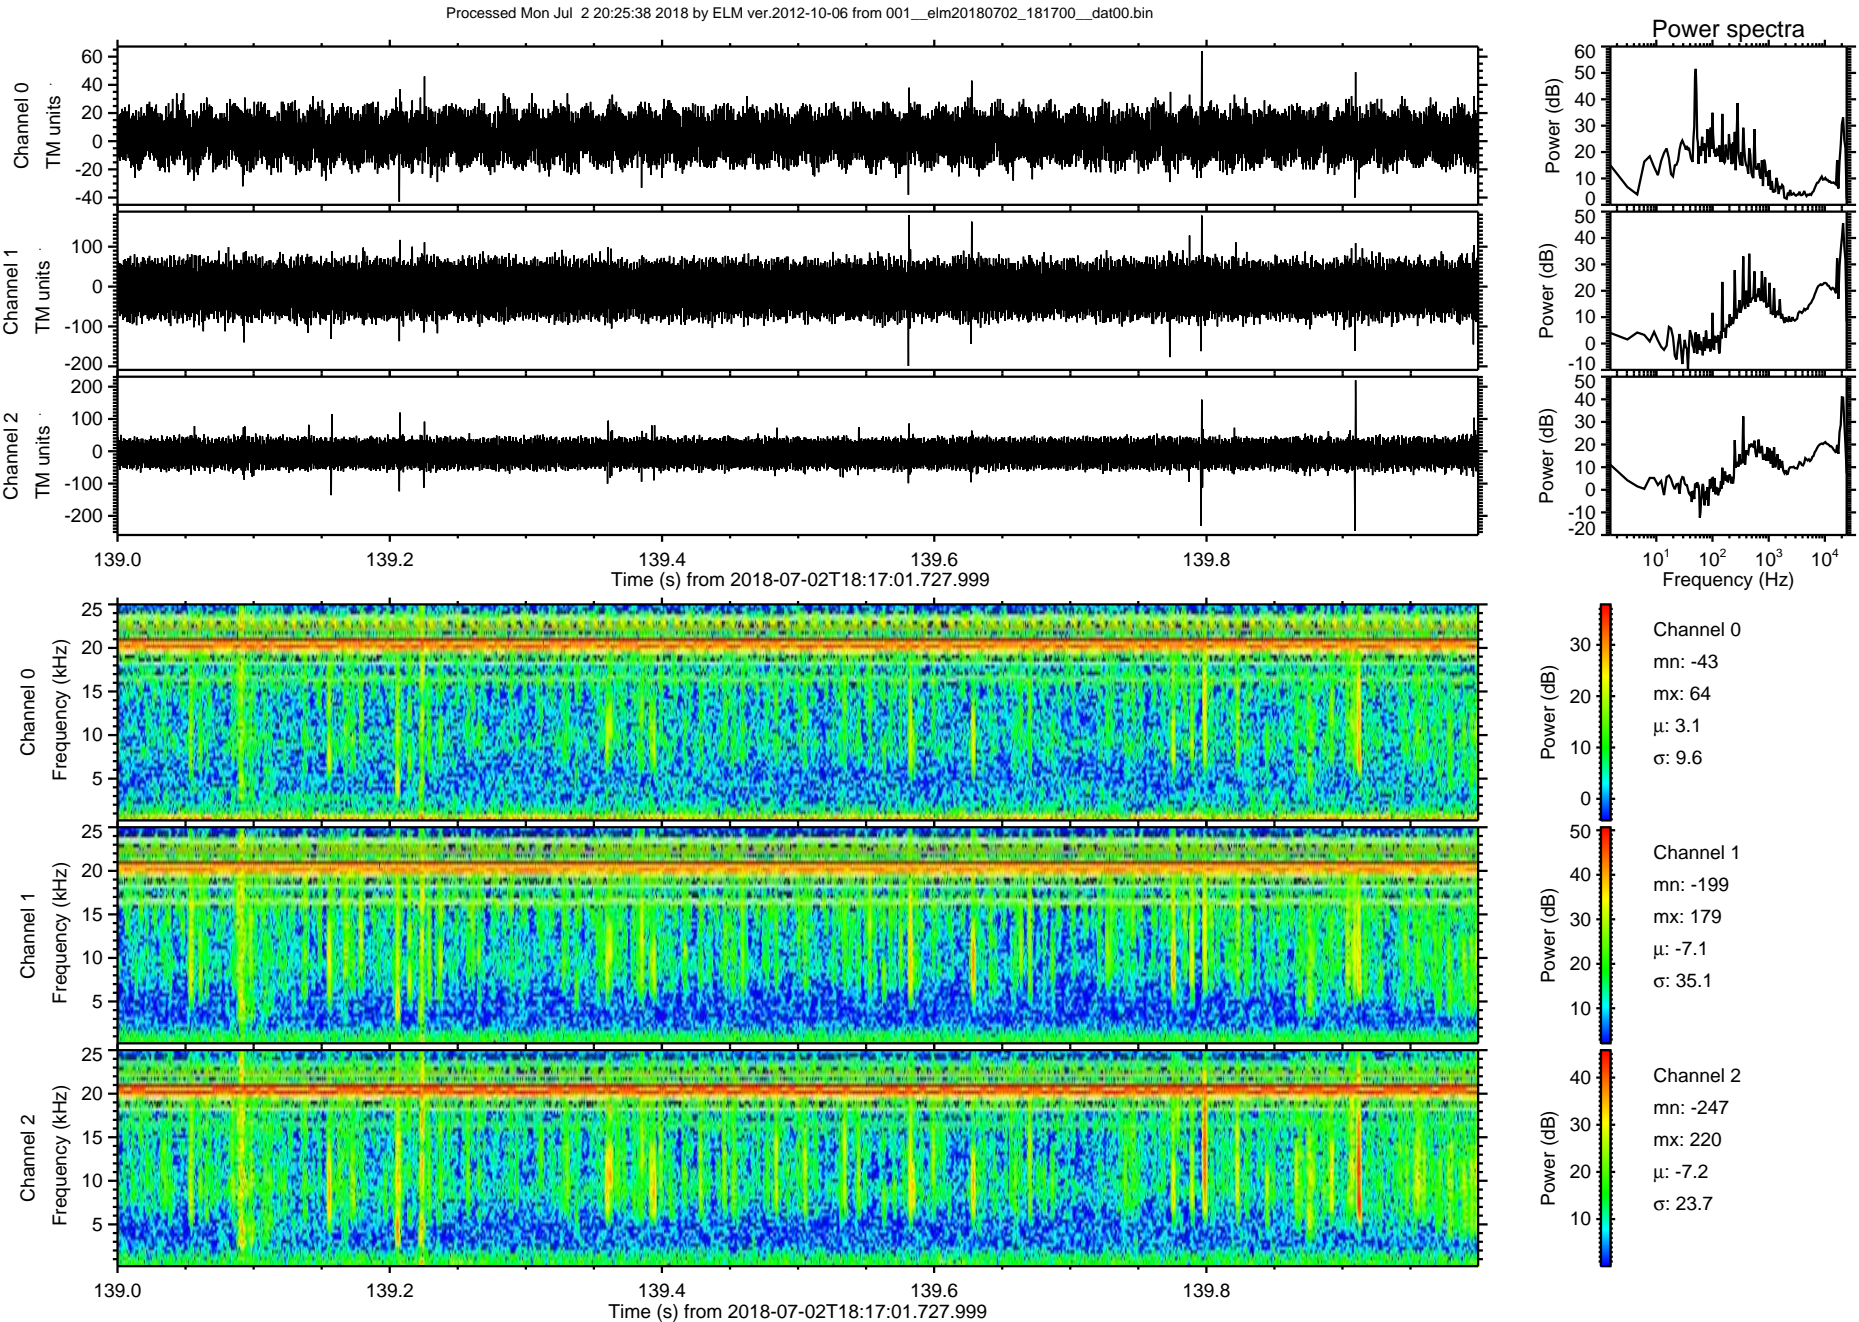 Processed Mon Jul  2 20:25:38 2018 by ELM ver.2012-10-06 from 001__elm20180702_181700__dat00.bin
Power spectra
Channel 0
TM units
60
40
20
0
-20
-40
Power (dB)
60
50
40
30
20
10
0
Channel 1
TM units
100
0
-100
-200
Power (dB)
50
40
30
20
10
0
-10
Channel 2
TM units
200
100
0
-100
-200
Power (dB)
50
40
30
20
10
0
-10
-20
139.0 139.2 139.4 139.6 139.8
Time (s) from 2018-07-02T18:17:01.727.999
10^1 10^2 10^3 10^4
Frequency (Hz)
Channel 0
Frequency (kHz)
25
20
15
10
5
Power (dB)
30
20
10
0
Channel 0
mn: -43
mx: 64
μ: 3.1
σ: 9.6
Channel 1
Frequency (kHz)
25
20
15
10
5
Power (dB)
50
40
30
20
10
Channel 1
mn: -199
mx: 179
μ: -7.1
σ: 35.1
Channel 2
Frequency (kHz)
25
20
15
10
5
Power (dB)
40
30
20
10
Channel 2
mn: -247
mx: 220
μ: -7.2
σ: 23.7
139.0 139.2 139.4 139.6 139.8
Time (s) from 2018-07-02T18:17:01.727.999